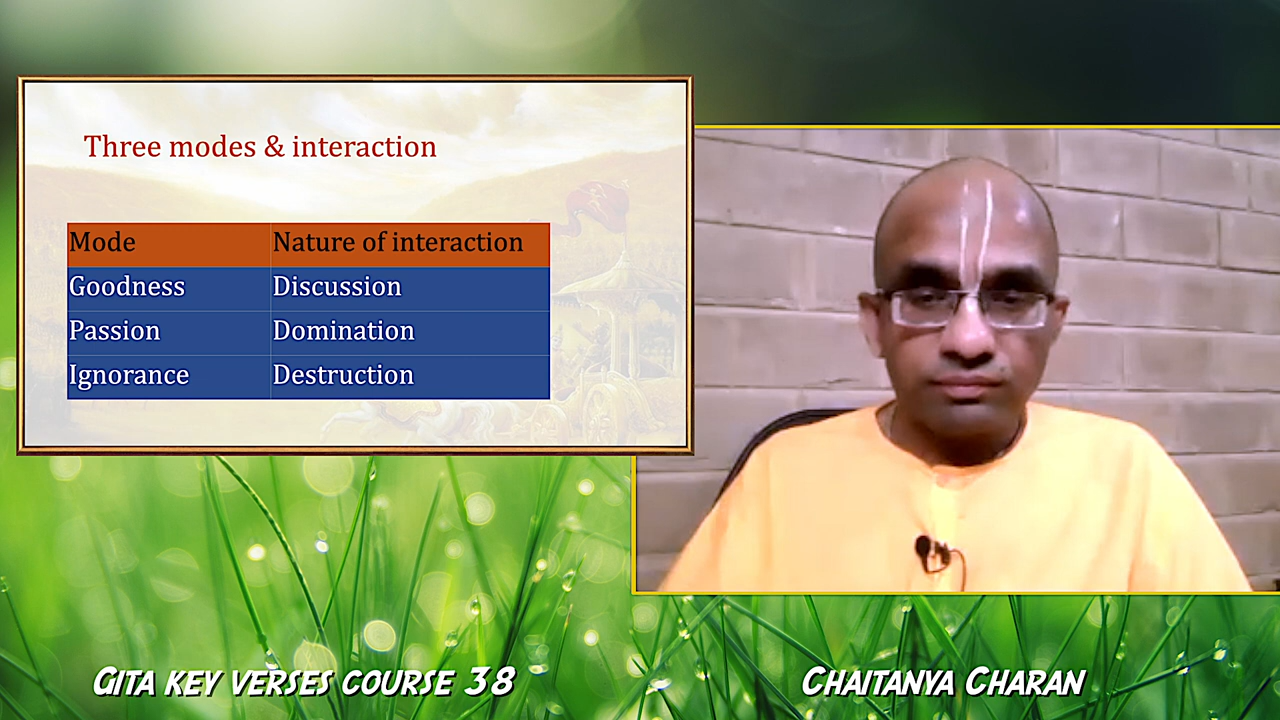 Three modes & interaction
Mode Nature of interaction
Goodness Discussion
Passion Domination
Ignorance Destruction
Gita key verses course 38
Chaitanya Charan